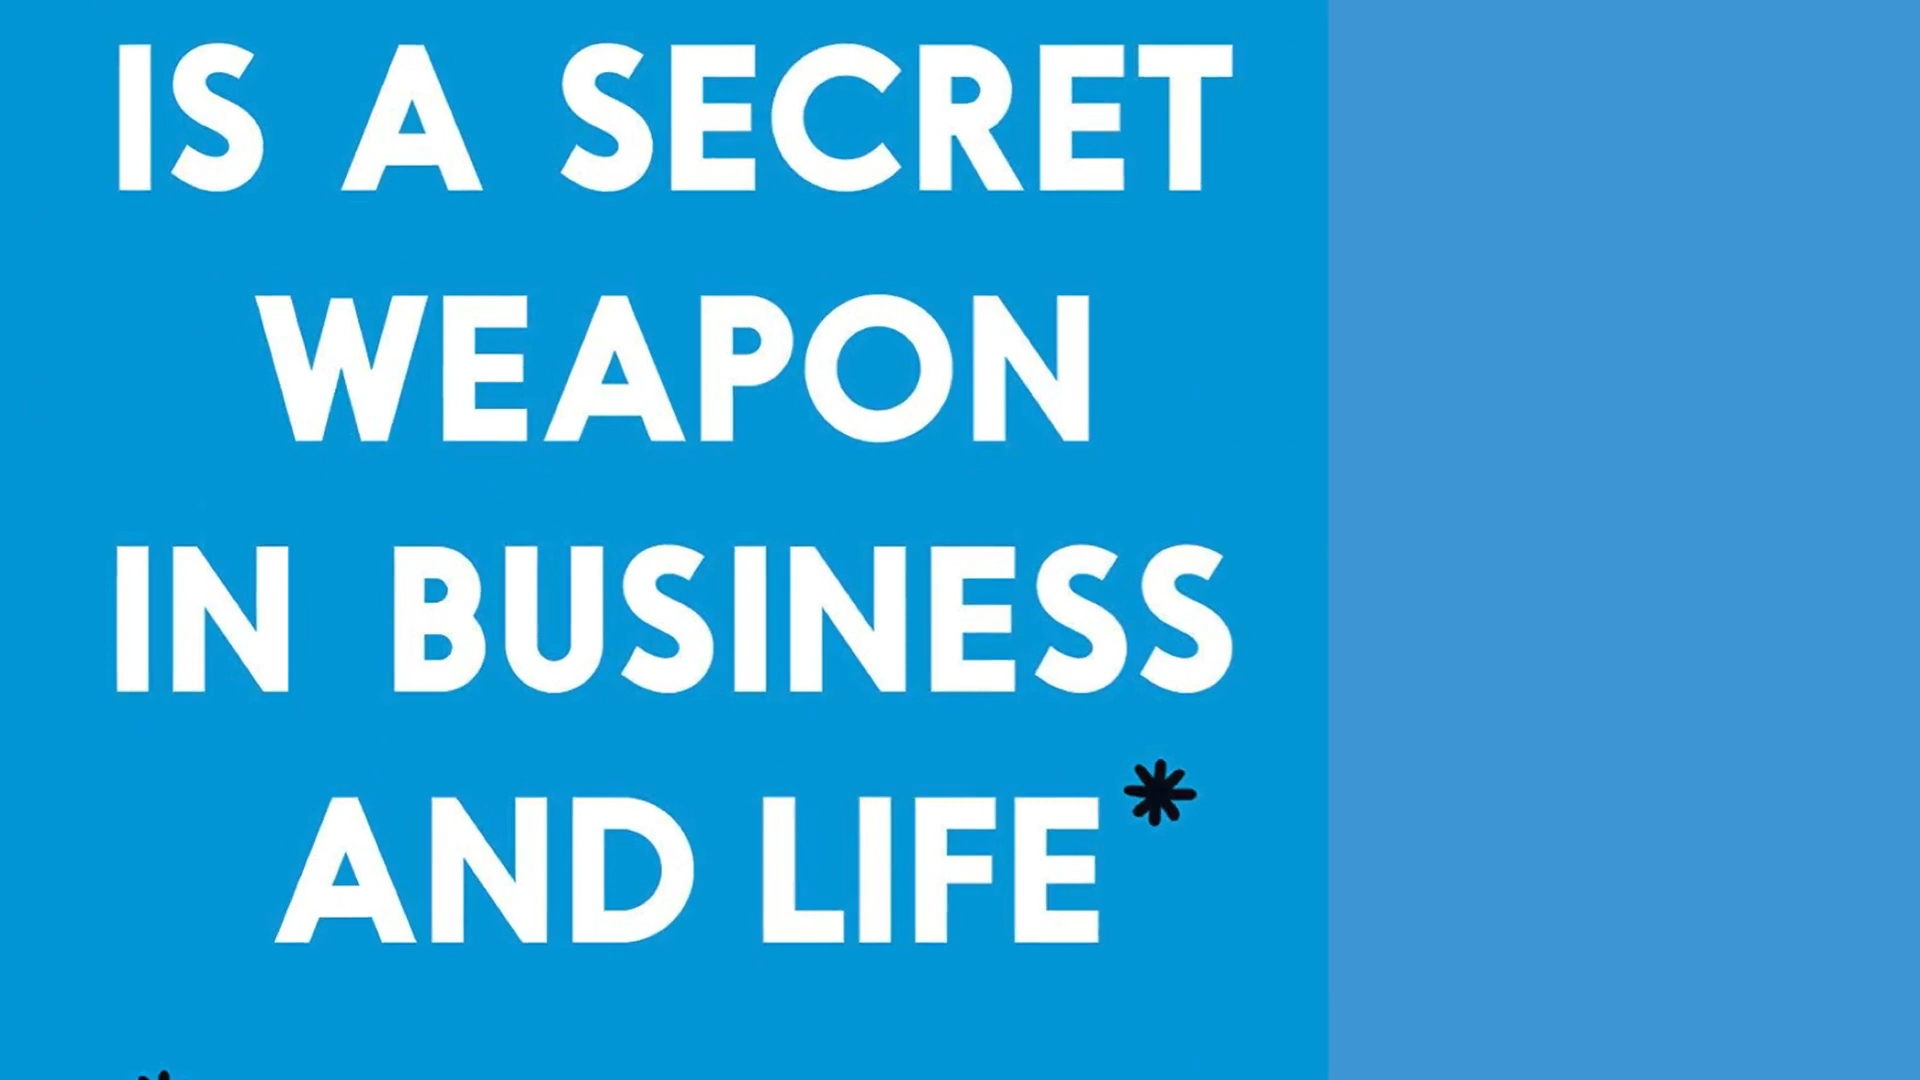 IS A SECRET
WEAPON
IN BUSINESS
AND LIFE*
*